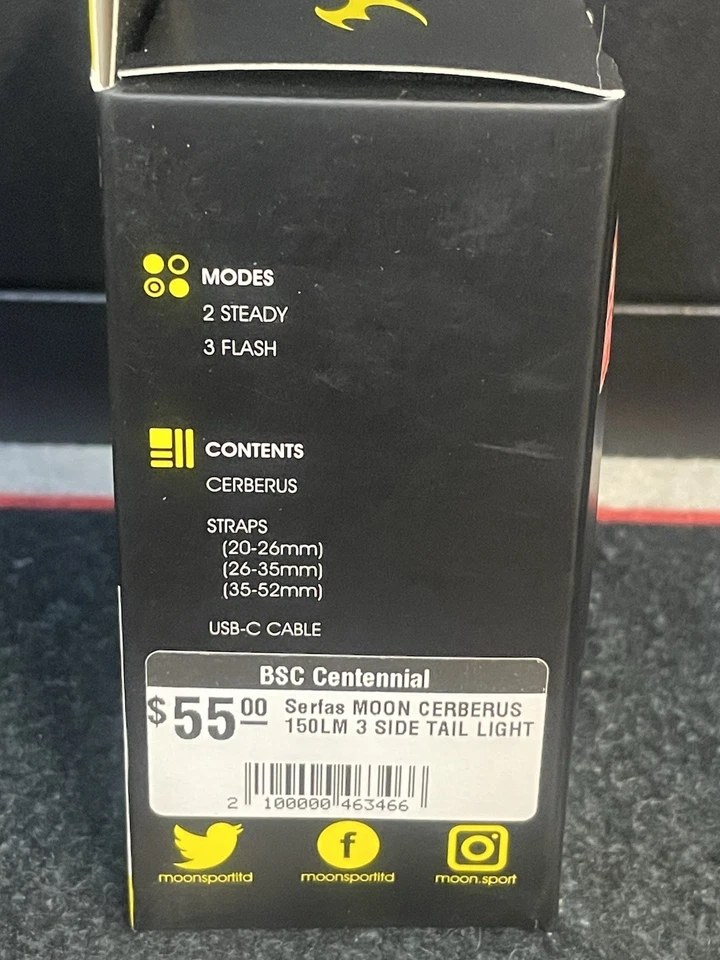 MODES
2 STEADY
3 FLASH
CONTENTS
CERBERUS
STRAPS
(20-26mm)
(26-35mm)
(35-52mm)
USB-C CABLE
BSC Centennial
$55.00
Serfas MOON CERBERUS
150LM 3 SIDE TAIL LIGHT
2 100000 463466
moonsportltd
moonsportltd
moon.sport